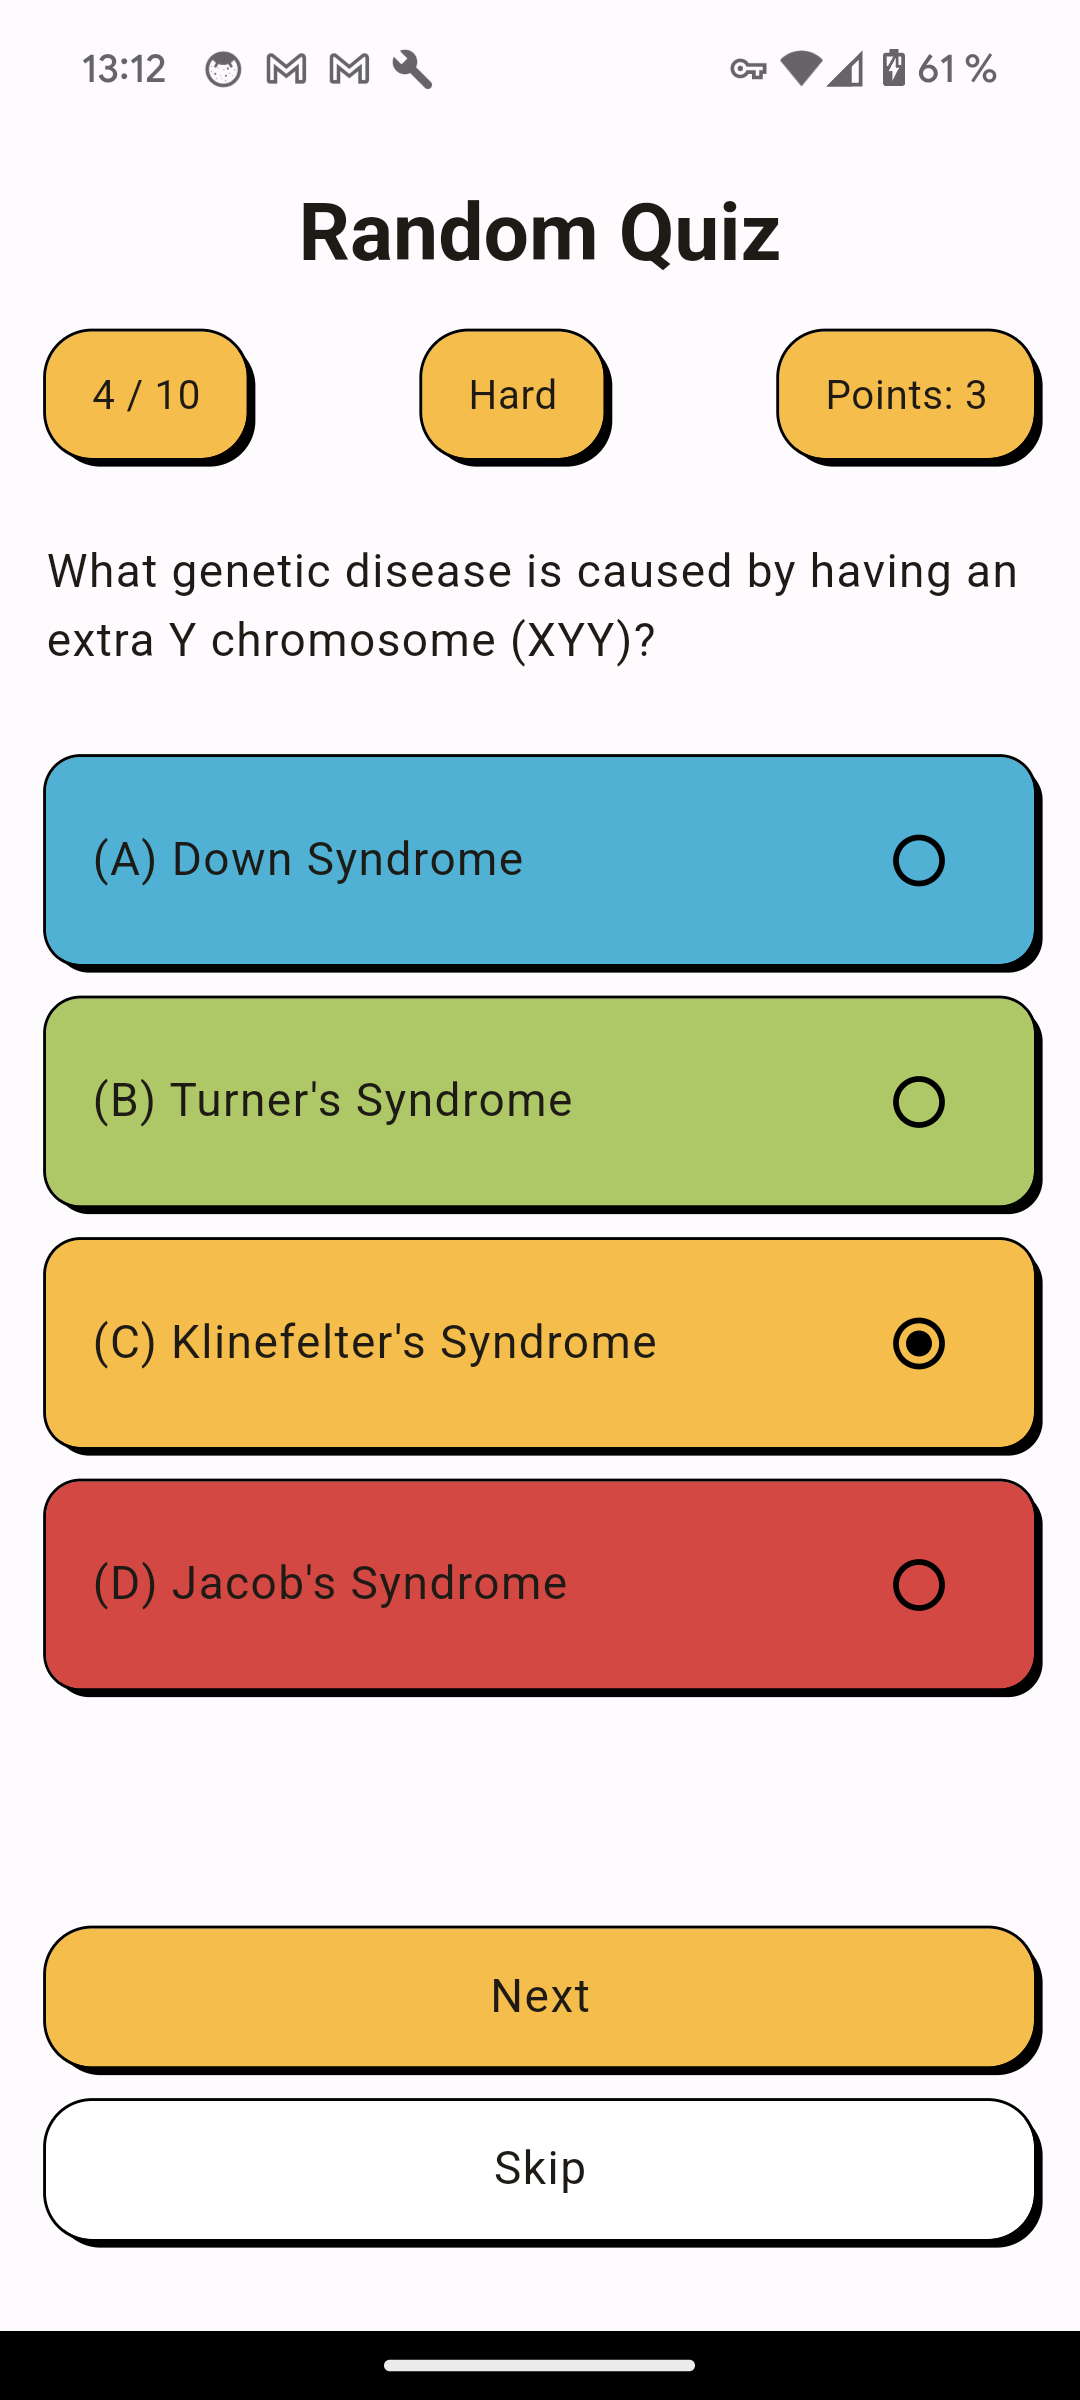 13:12 61 %
Random Quiz
4 / 10 Hard Points: 3
What genetic disease is caused by having an
extra Y chromosome (XYY)?
(A) Down Syndrome
(B) Turner's Syndrome
(C) Klinefelter's Syndrome
(D) Jacob's Syndrome
Next
Skip